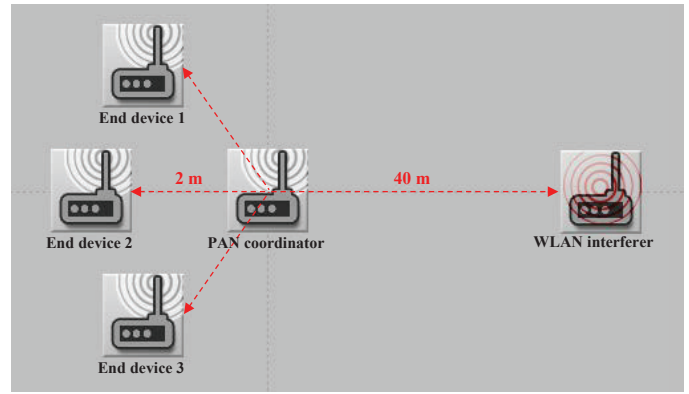 End device 1
2 m
40 m
End device 2
PAN coordinator
WLAN interferer
End device 3